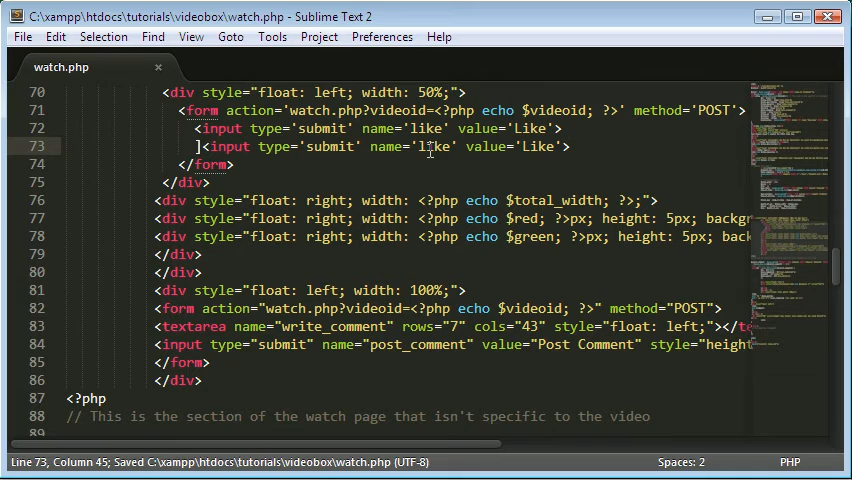 C:\xampp\htdocs\tutorials\videobox\watch.php - Sublime Text 2
File Edit Selection Find View Goto Tools Project Preferences Help
watch.php
70 <div style="float: left; width: 50%;">
71 <form action='watch.php?videoid=<?php echo $videoid; ?>' method='POST'>
72 <input type='submit' name='like' value='Like'>
73 ]<input type='submit' name='like' value='Like'>
74 </form>
75 </div>
76 <div style="float: right; width: <?php echo $total_width; ?>;">
77 <div style="float: right; width: <?php echo $red; ?>px; height: 5px; backgr
78 <div style="float: right; width: <?php echo $green; ?>px; height: 5px; back
79 </div>
80 </div>
81 <div style="float: left; width: 100%;">
82 <form action="watch.php?videoid=<?php echo $videoid; ?>" method="POST">
83 <textarea name="write_comment" rows="7" cols="43" style="float: left;"></te
84 <input type="submit" name="post_comment" value="Post Comment" style="height
85 </form>
86 </div>
87 <?php
88 // This is the section of the watch page that isn't specific to the video
89
Line 73, Column 45; Saved C:\xampp\htdocs\tutorials\videobox\watch.php (UTF-8) Spaces: 2 PHP